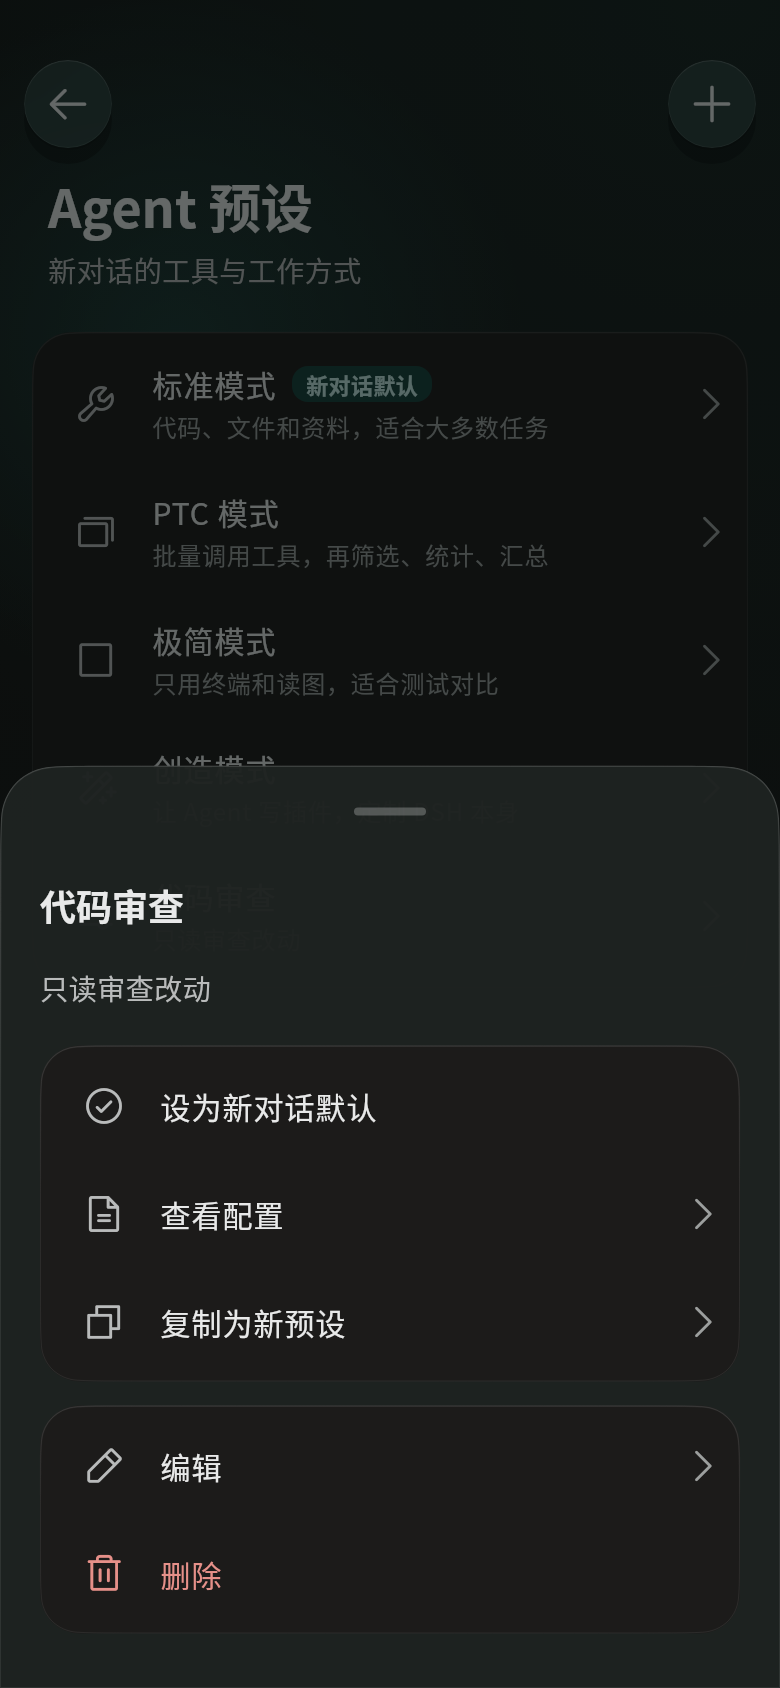 Agent 预设
新对话的工具与工作方式
标准模式 新对话默认
代码、文件和资料，适合大多数任务
PTC 模式
批量调用工具，再筛选、统计、汇总
极简模式
只用终端和读图，适合测试对比
创造模式
代码审查
只读审查改动
设为新对话默认
查看配置
复制为新预设
编辑
删除